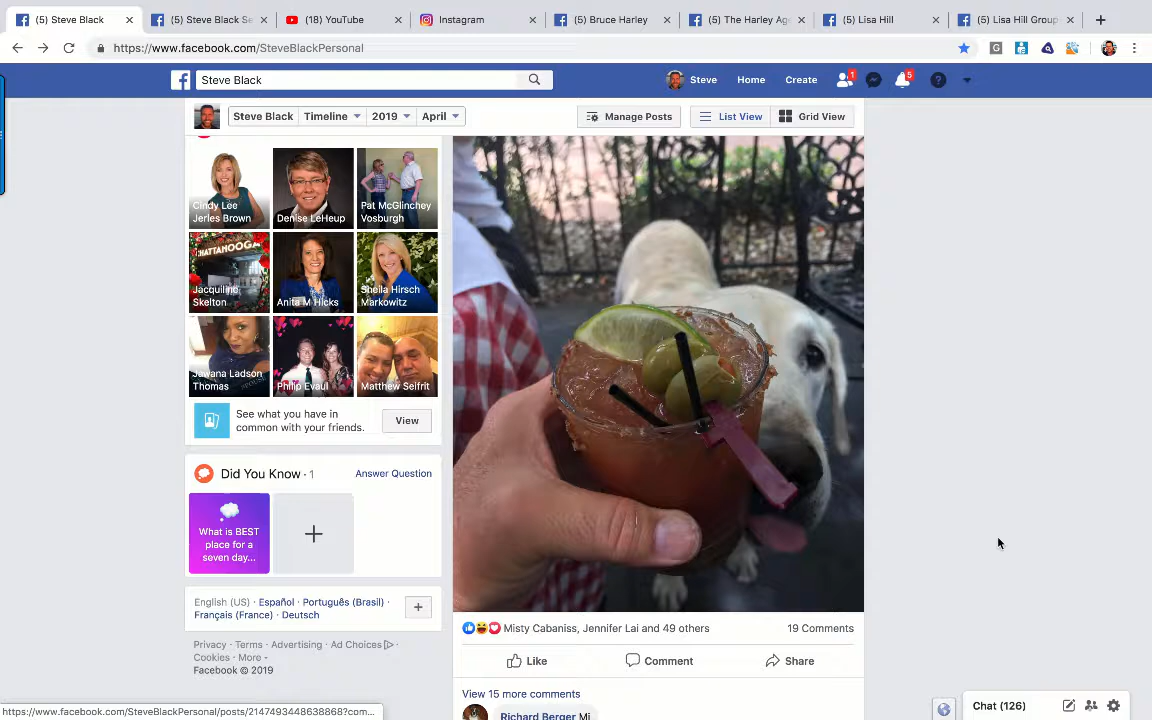 (5) Steve Black
(5) Steve Black Se
(18) YouTube
Instagram
(5) Bruce Harley
(5) The Harley Ag
(5) Lisa Hill
(5) Lisa Hill Group
https://www.facebook.com/SteveBlackPersonal
Steve Black
Steve
Home
Create
1
5
Steve Black
Timeline
2019
April
Manage Posts
List View
Grid View
Cindy Lee
Jerles Brown
Denise LeHeup
Pat McGlinchey
Vosburgh
CHATTANOOGA
Jacquiline
Skelton
Anita M Hicks
Sheila Hirsch
Markowitz
Jawana Ladson
Thomas
Philip Evaul
Matthew Seifrit
See what you have in
common with your friends.
View
Did You Know · 1
Answer Question
What is BEST
place for a
seven day...
English (US) · Español · Português (Brasil) ·
Français (France) · Deutsch
Privacy · Terms · Advertising · Ad Choices ·
Cookies · More
Facebook © 2019
Misty Cabaniss, Jennifer Lai and 49 others
19 Comments
Like
Comment
Share
View 15 more comments
Richard Berger Mj
https://www.facebook.com/SteveBlackPersonal/posts/2147493448638868?com...
Chat (126)